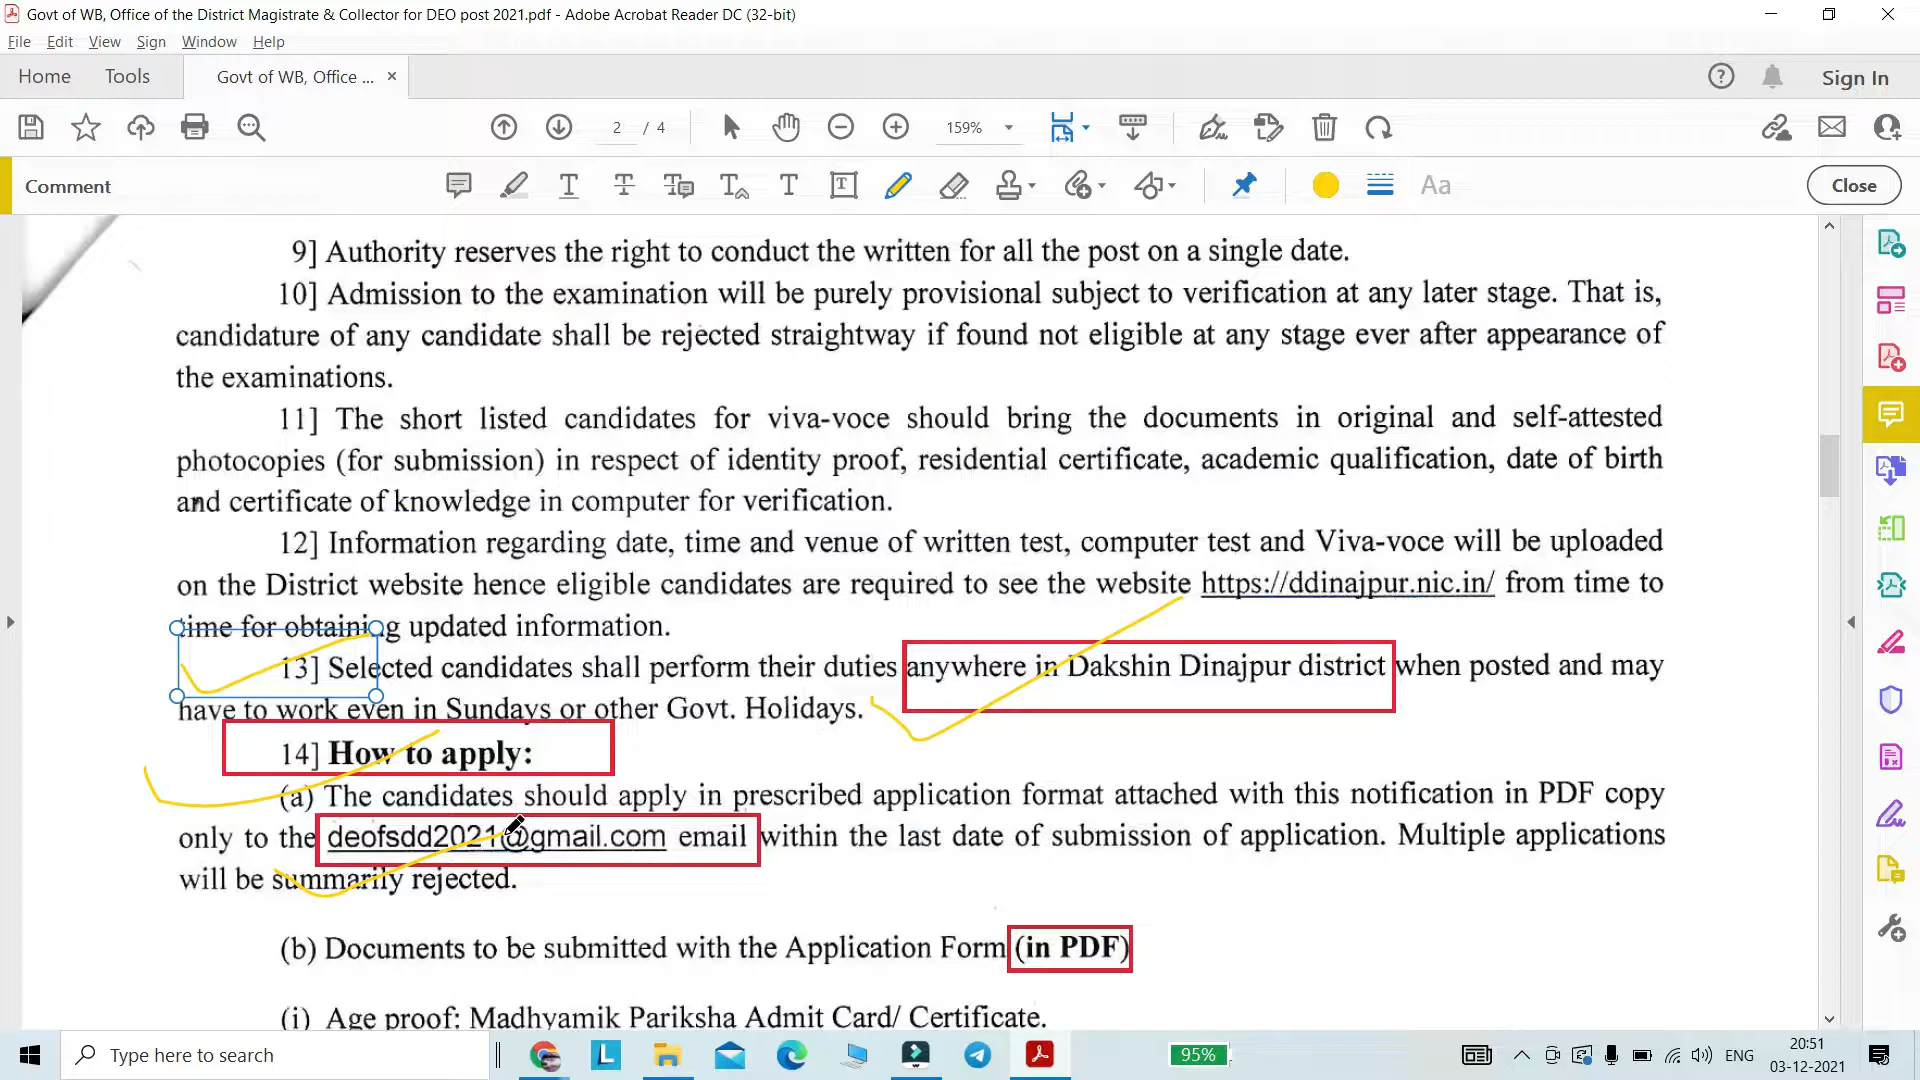 Govt of WB, Office of the District Magistrate & Collector for DEO post 2021.pdf - Adobe Acrobat Reader DC (32-bit)
File Edit View Sign Window Help
Home Tools Govt of WB, Office ... × Sign In
2 / 4 159%
Comment Aa Close
9] Authority reserves the right to conduct the written for all the post on a single date.
10] Admission to the examination will be purely provisional subject to verification at any later stage. That is,
candidature of any candidate shall be rejected straightway if found not eligible at any stage ever after appearance of
the examinations.
11] The short listed candidates for viva-voce should bring the documents in original and self-attested
photocopies (for submission) in respect of identity proof, residential certificate, academic qualification, date of birth
and certificate of knowledge in computer for verification.
12] Information regarding date, time and venue of written test, computer test and Viva-voce will be uploaded
on the District website hence eligible candidates are required to see the website https://ddinajpur.nic.in/ from time to
time for obtaining updated information.
13] Selected candidates shall perform their duties anywhere in Dakshin Dinajpur district when posted and may
have to work even in Sundays or other Govt. Holidays.
14] How to apply:
(a) The candidates should apply in prescribed application format attached with this notification in PDF copy
only to the deofsdd2021@gmail.com email within the last date of submission of application. Multiple applications
will be summarily rejected.
(b) Documents to be submitted with the Application Form (in PDF)
(i) Age proof: Madhyamik Pariksha Admit Card/ Certificate.
Type here to search 95% ENG 20:51
03-12-2021